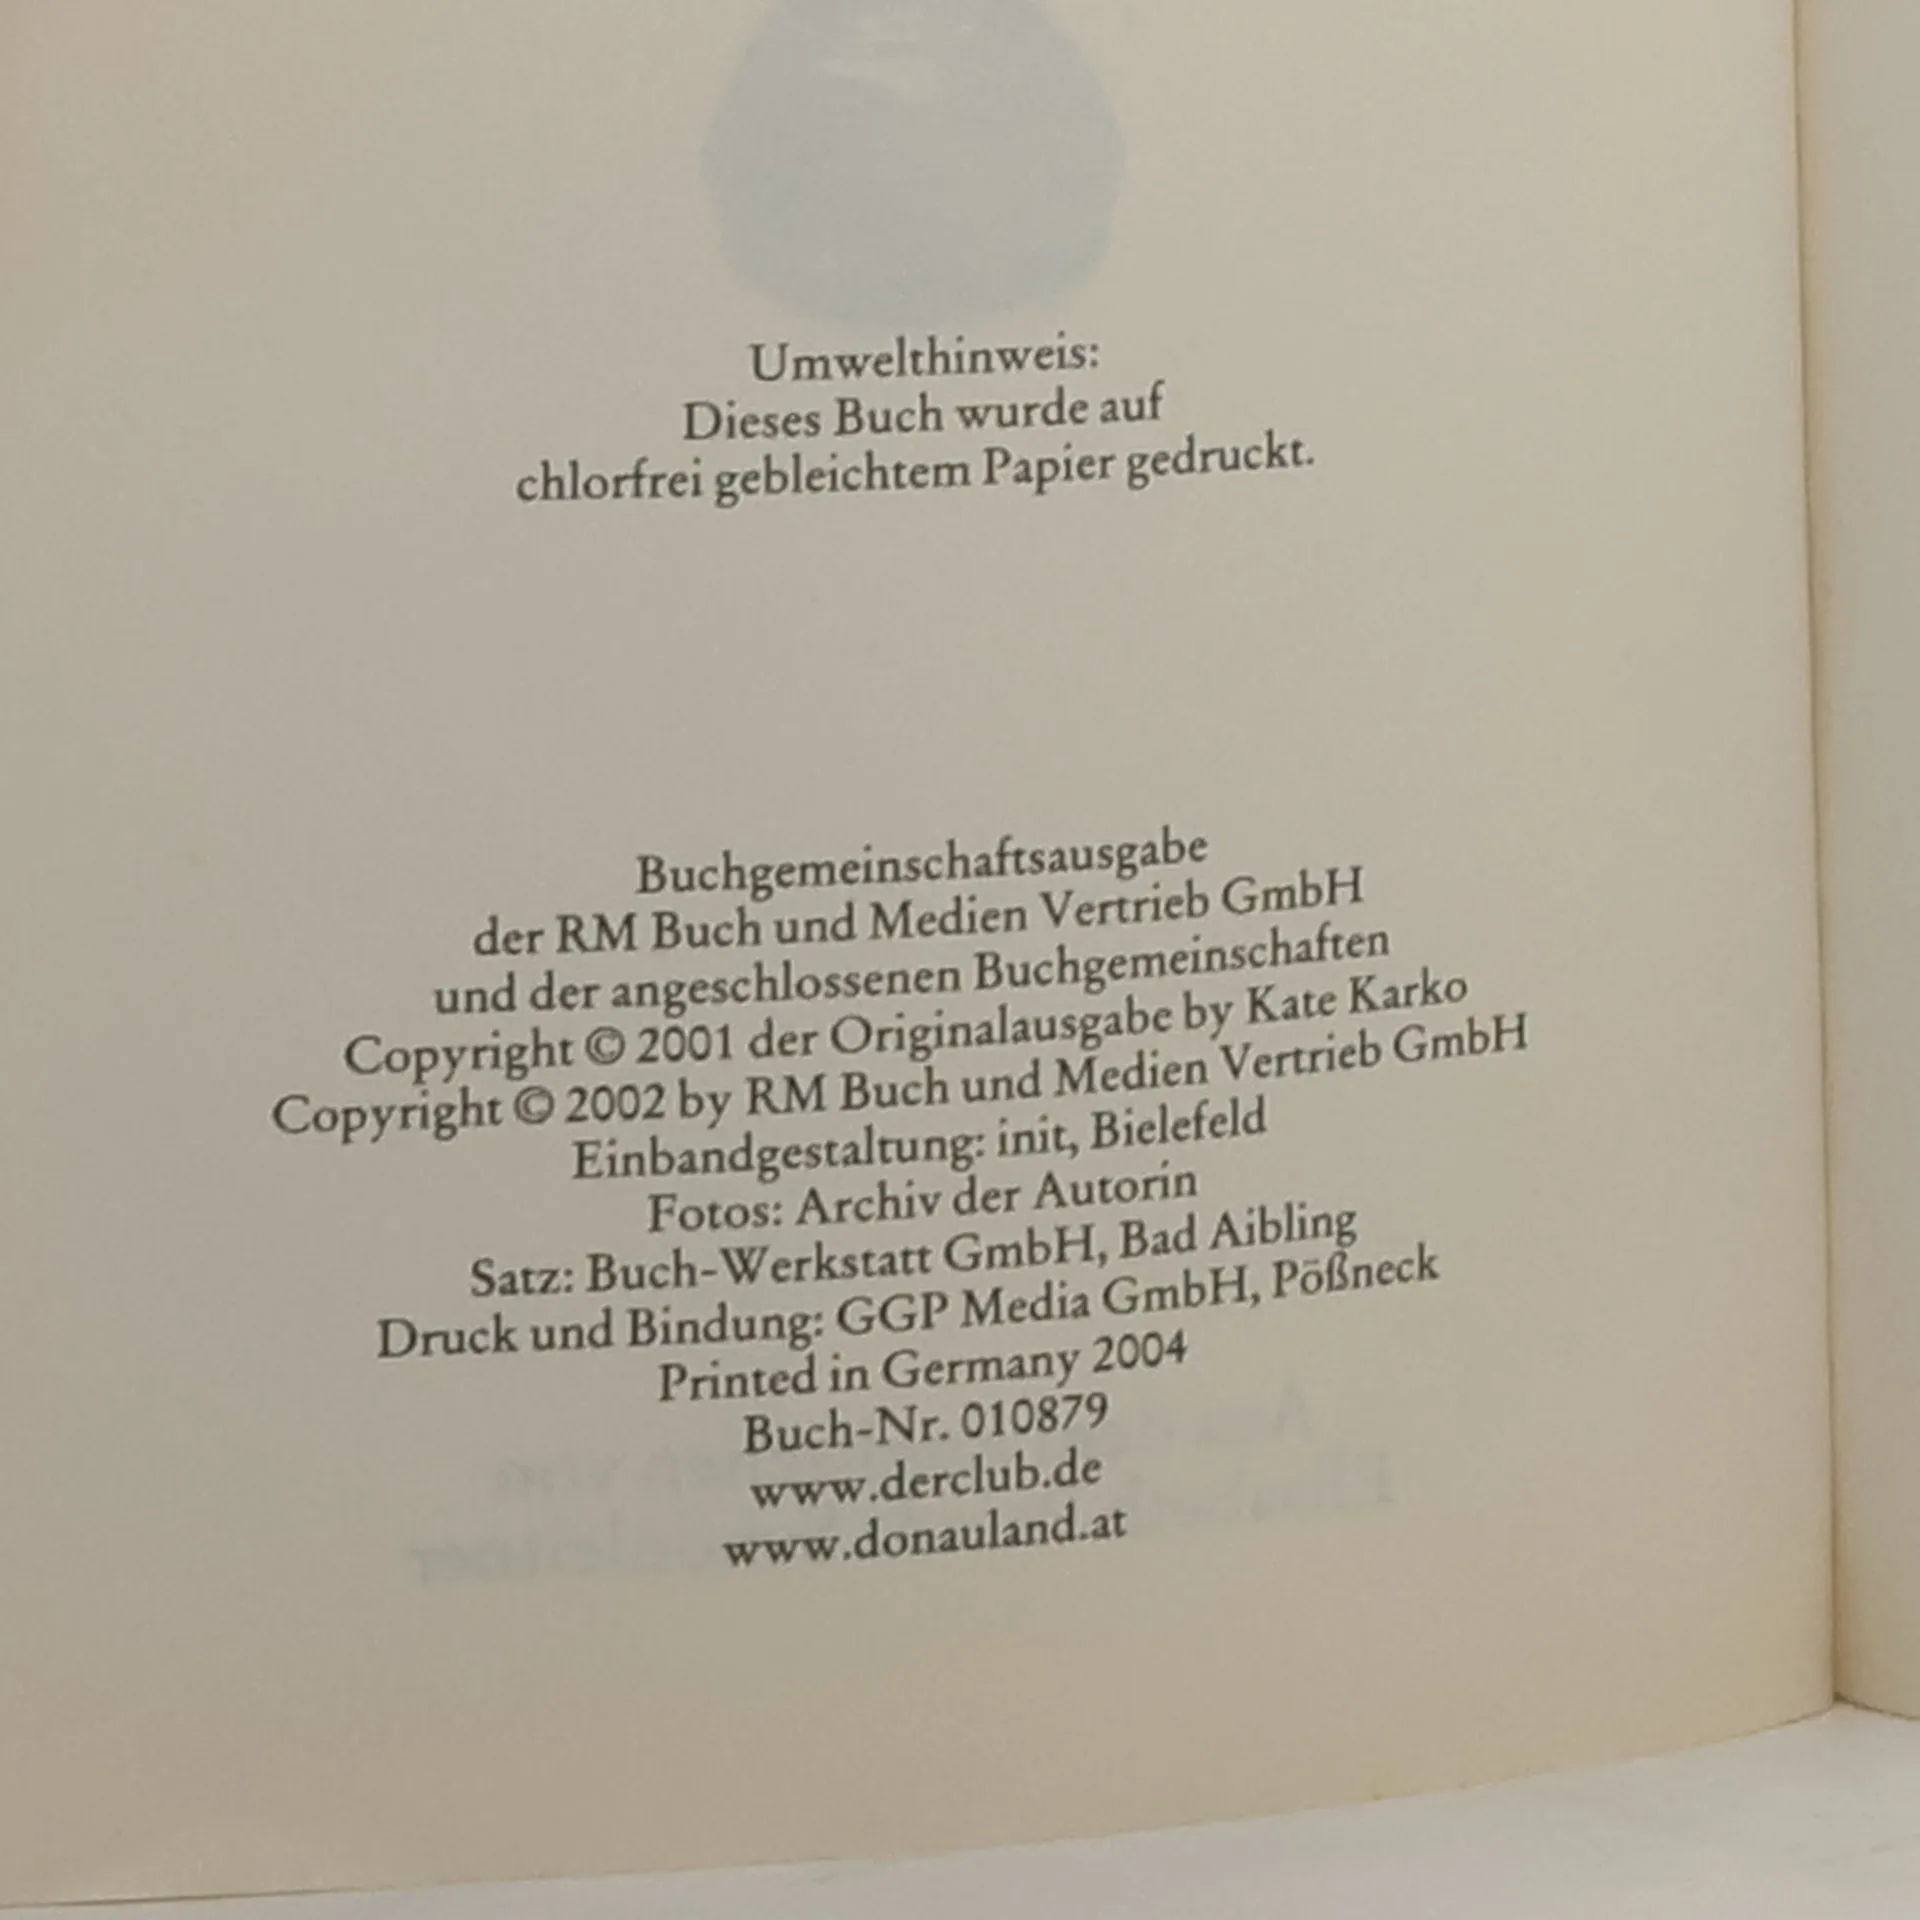 Umwelthinweis:
Dieses Buch wurde auf
chlorfrei gebleichtem Papier gedruckt.
Buchgemeinschaftsausgabe
der RM Buch und Medien Vertrieb GmbH
und der angeschlossenen Buchgemeinschaften
Copyright © 2001 der Originalausgabe by Kate Karko
Copyright © 2002 by RM Buch und Medien Vertrieb GmbH
Einbandgestaltung: init, Bielefeld
Fotos: Archiv der Autorin
Satz: Buch-Werkstatt GmbH, Bad Aibling
Druck und Bindung: GGP Media GmbH, Pößneck
Printed in Germany 2004
Buch-Nr. 010879
www.derclub.de
www.donauland.at